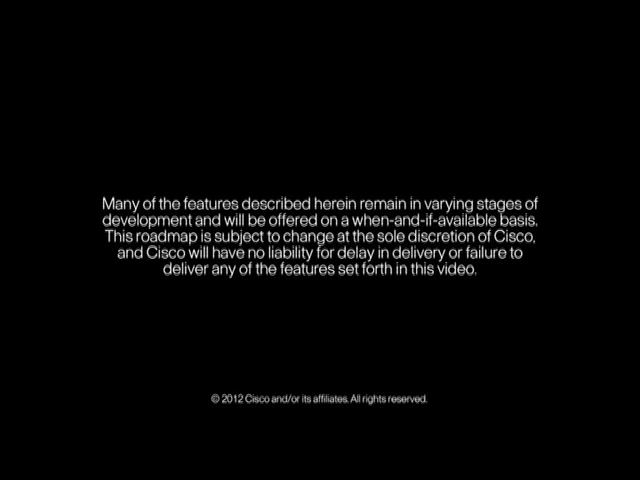 Many of the features described herein remain in varying stages of
development and will be offered on a when-and-if-available basis.
This roadmap is subject to change at the sole discretion of Cisco,
and Cisco will have no liability for delay in delivery or failure to
deliver any of the features set forth in this video.
© 2012 Cisco and/or its affiliates. All rights reserved.